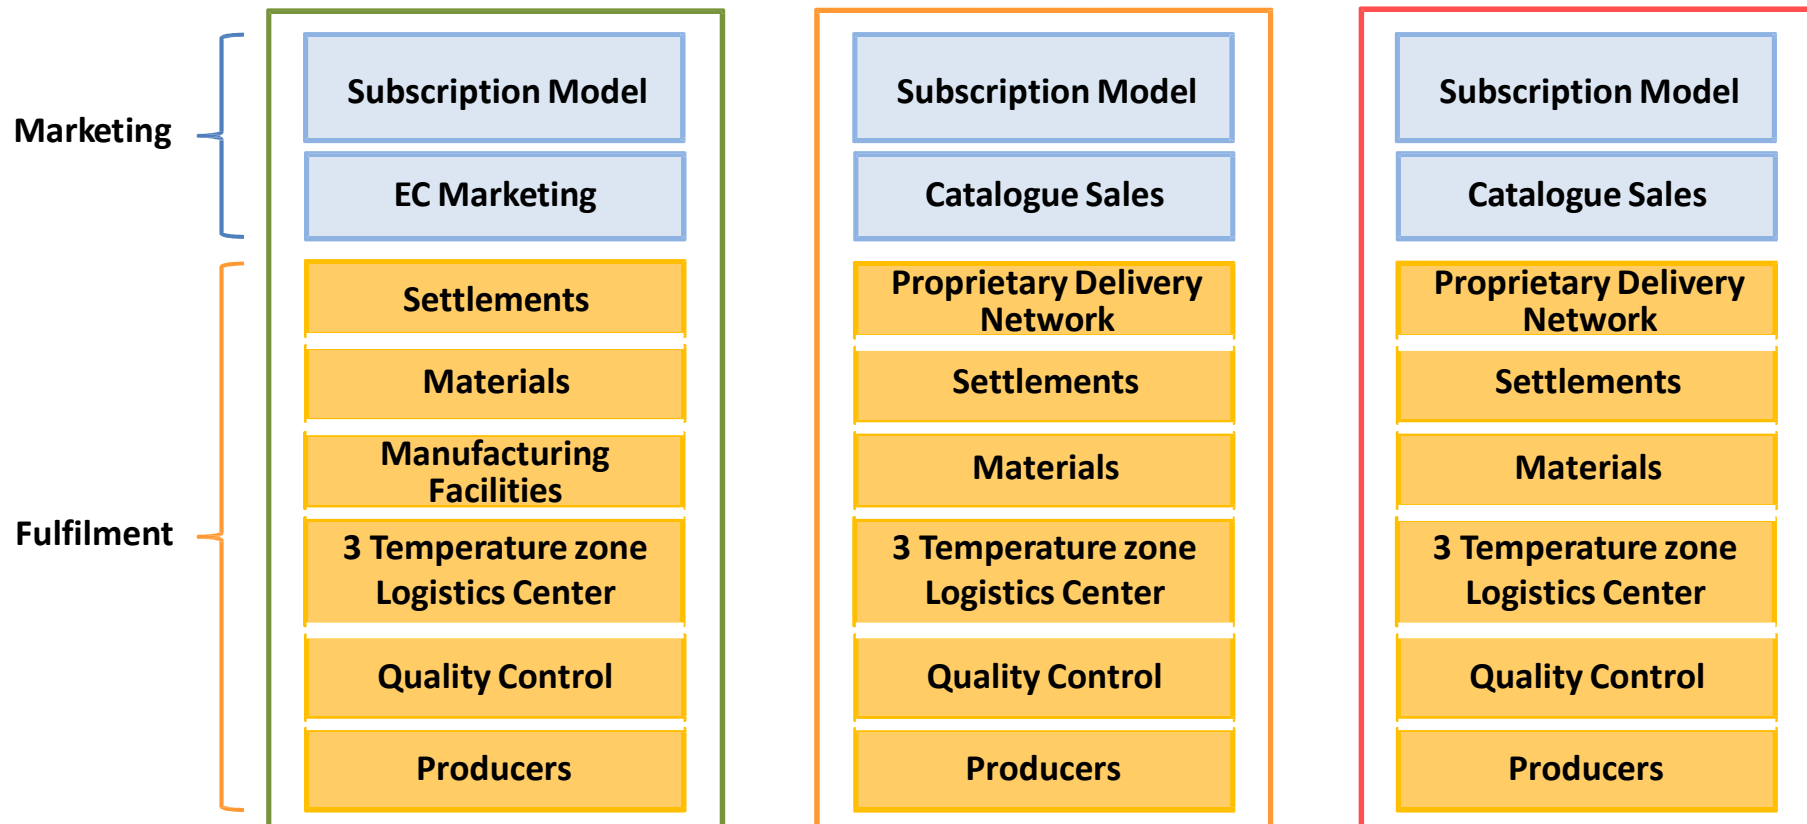 Marketing
Subscription Model
EC Marketing
Fulfilment
Settlements
Materials
Manufacturing
Facilities
3 Temperature zone
Logistics Center
Quality Control
Producers
Subscription Model
Catalogue Sales
Proprietary Delivery
Network
Settlements
Materials
3 Temperature zone
Logistics Center
Quality Control
Producers
Subscription Model
Catalogue Sales
Proprietary Delivery
Network
Settlements
Materials
3 Temperature zone
Logistics Center
Quality Control
Producers